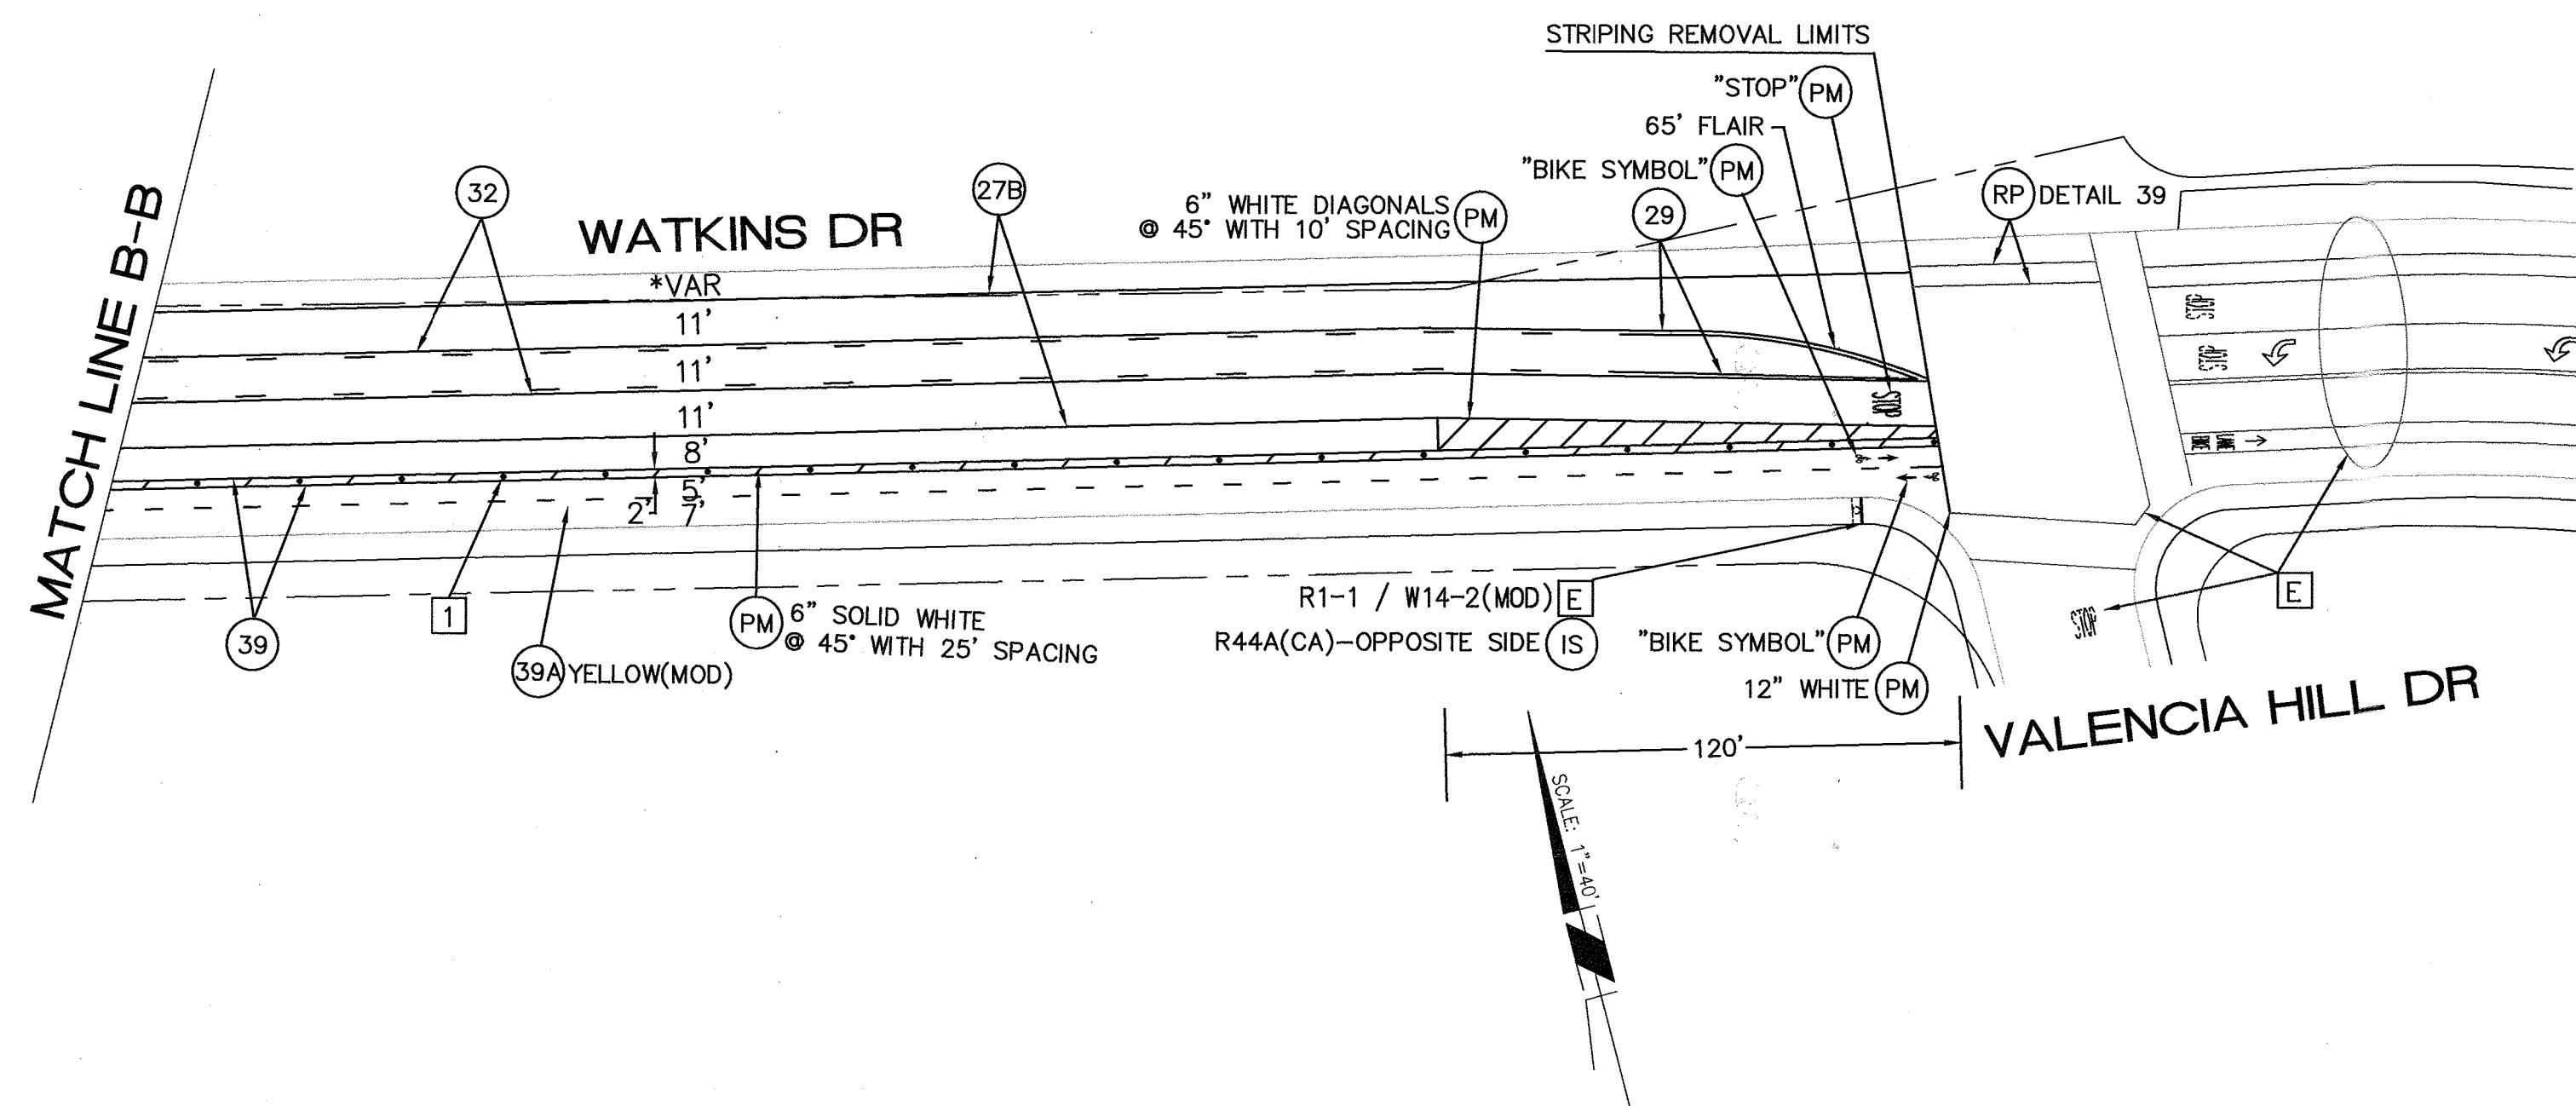 STRIPING REMOVAL LIMITS
"STOP" PM
65' FLAIR
"BIKE SYMBOL" PM
32
27B
6" WHITE DIAGONALS
@ 45° WITH 10' SPACING
PM
29
RP DETAIL 39
MATCH LINE B-B
WATKINS DR
*VAR
11'
11'
11'
8'
5'
2' 7'
STOP
STOP
STOP
BIKE
39
1
39A YELLOW(MOD)
PM 6" SOLID WHITE
@ 45° WITH 25' SPACING
R1-1 / W14-2(MOD) E
R44A(CA)-OPPOSITE SIDE IS
"BIKE SYMBOL" PM
12" WHITE PM
E
STOP
VALENCIA HILL DR
120'
SCALE: 1"=40'